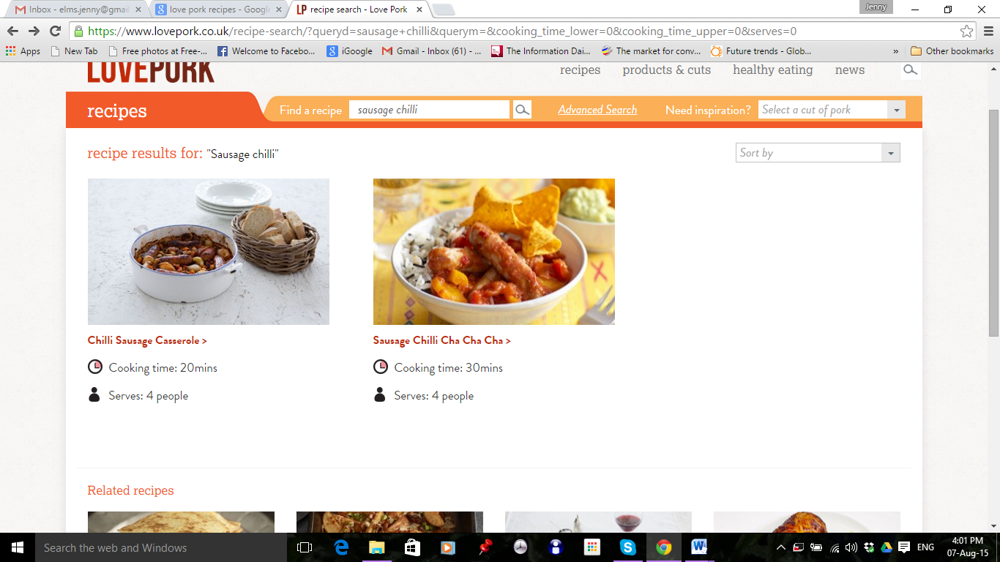 Inbox - elms.jenny@gmai
love pork recipes - Google
LP recipe search - Love Pork
Jenny
https://www.lovepork.co.uk/recipe-search/?queryd=sausage+chilli&querym=&cooking_time_lower=0&cooking_time_upper=0&serves=0
Apps
New Tab
Free photos at Free-...
Welcome to Facebo...
iGoogle
Gmail - Inbox (61) - ...
The Information Dai...
The market for conv...
Future trends - Glob...
»
Other bookmarks
LOVEPORK
recipes
products & cuts
healthy eating
news
recipes
Find a recipe
sausage chilli
Advanced Search
Need inspiration?
Select a cut of pork
recipe results for: "Sausage chilli"
Sort by
Chilli Sausage Casserole >
Cooking time: 20mins
Serves: 4 people
Sausage Chilli Cha Cha Cha >
Cooking time: 30mins
Serves: 4 people
Related recipes
Search the web and Windows
ENG
4:01 PM
07-Aug-15